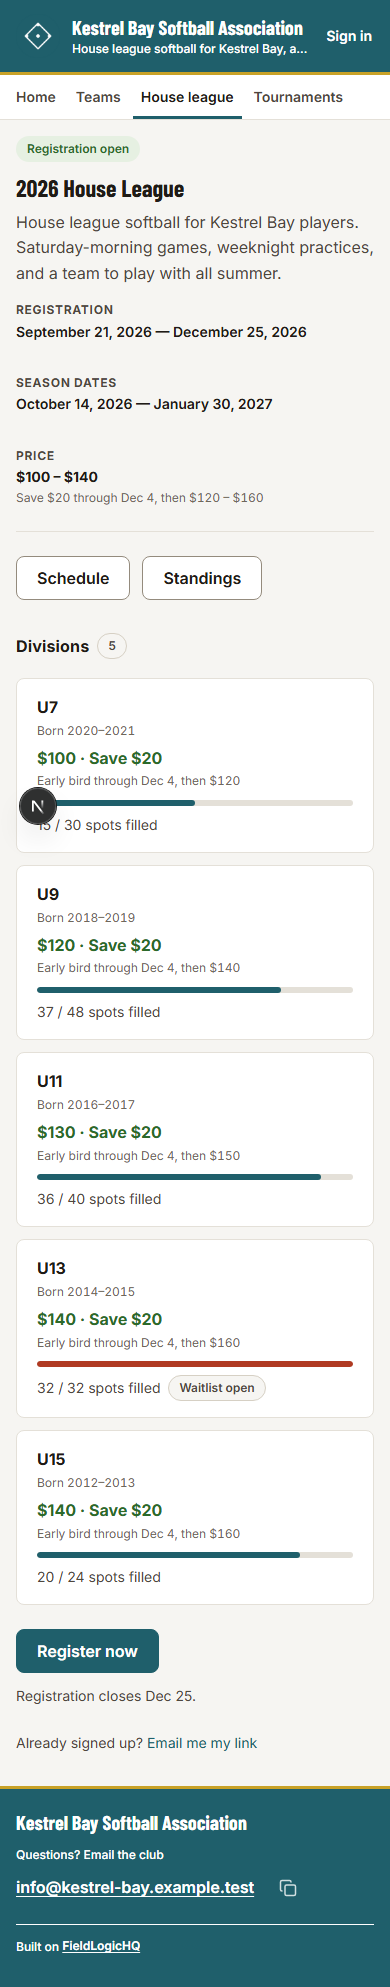 Kestrel Bay Softball Association
House league softball for Kestrel Bay, a...
Sign in
Home Teams House league Tournaments
Registration open
2026 House League
House league softball for Kestrel Bay players.
Saturday-morning games, weeknight practices,
and a team to play with all summer.
REGISTRATION
September 21, 2026 — December 25, 2026
SEASON DATES
October 14, 2026 — January 30, 2027
PRICE
$100 – $140
Save $20 through Dec 4, then $120 – $160
Schedule Standings
Divisions 5
U7
Born 2020–2021
$100 · Save $20
Early bird through Dec 4, then $120
N
15 / 30 spots filled
U9
Born 2018–2019
$120 · Save $20
Early bird through Dec 4, then $140
37 / 48 spots filled
U11
Born 2016–2017
$130 · Save $20
Early bird through Dec 4, then $150
36 / 40 spots filled
U13
Born 2014–2015
$140 · Save $20
Early bird through Dec 4, then $160
32 / 32 spots filled Waitlist open
U15
Born 2012–2013
$140 · Save $20
Early bird through Dec 4, then $160
20 / 24 spots filled
Register now
Registration closes Dec 25.
Already signed up? Email me my link
Kestrel Bay Softball Association
Questions? Email the club
info@kestrel-bay.example.test
Built on FieldLogicHQ